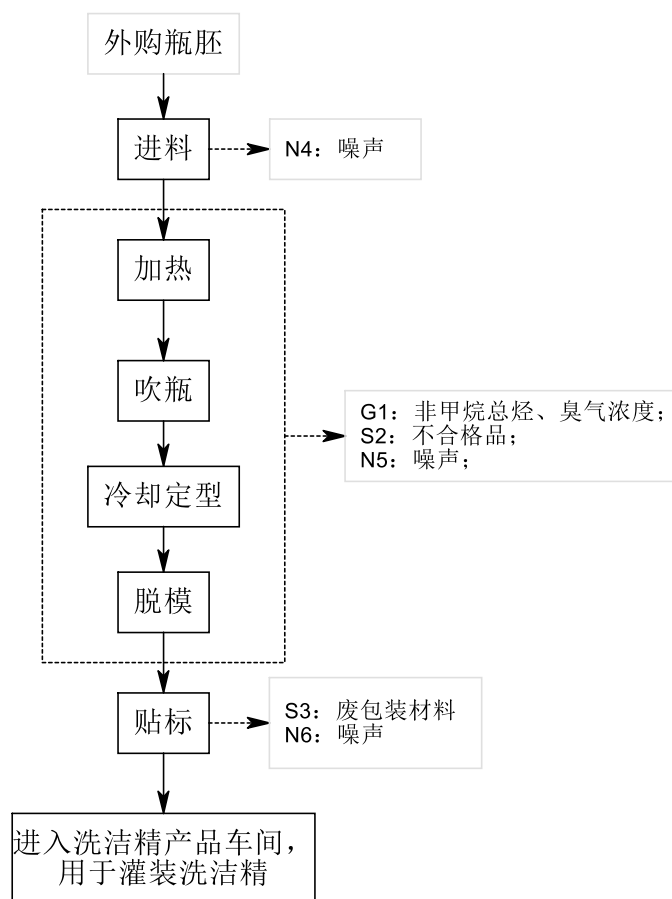 外购瓶胚
进料
N4：噪声
加热
吹瓶
G1：非甲烷总烃、臭气浓度；
S2：不合格品；
N5：噪声；
冷却定型
脱模
贴标
S3：废包装材料
N6：噪声
进入洗洁精产品车间，
用于灌装洗洁精